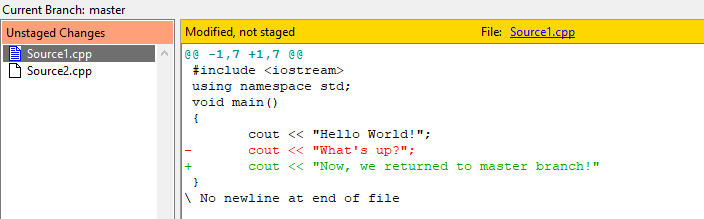 Current Branch: master
Unstaged Changes
Source1.cpp
Source2.cpp
Modified, not staged File: Source1.cpp
@@ -1,7 +1,7 @@
 #include <iostream>
 using namespace std;
 void main()
 {
        cout << "Hello World!";
-       cout << "What's up?";
+       cout << "Now, we returned to master branch!"
 }
\ No newline at end of file